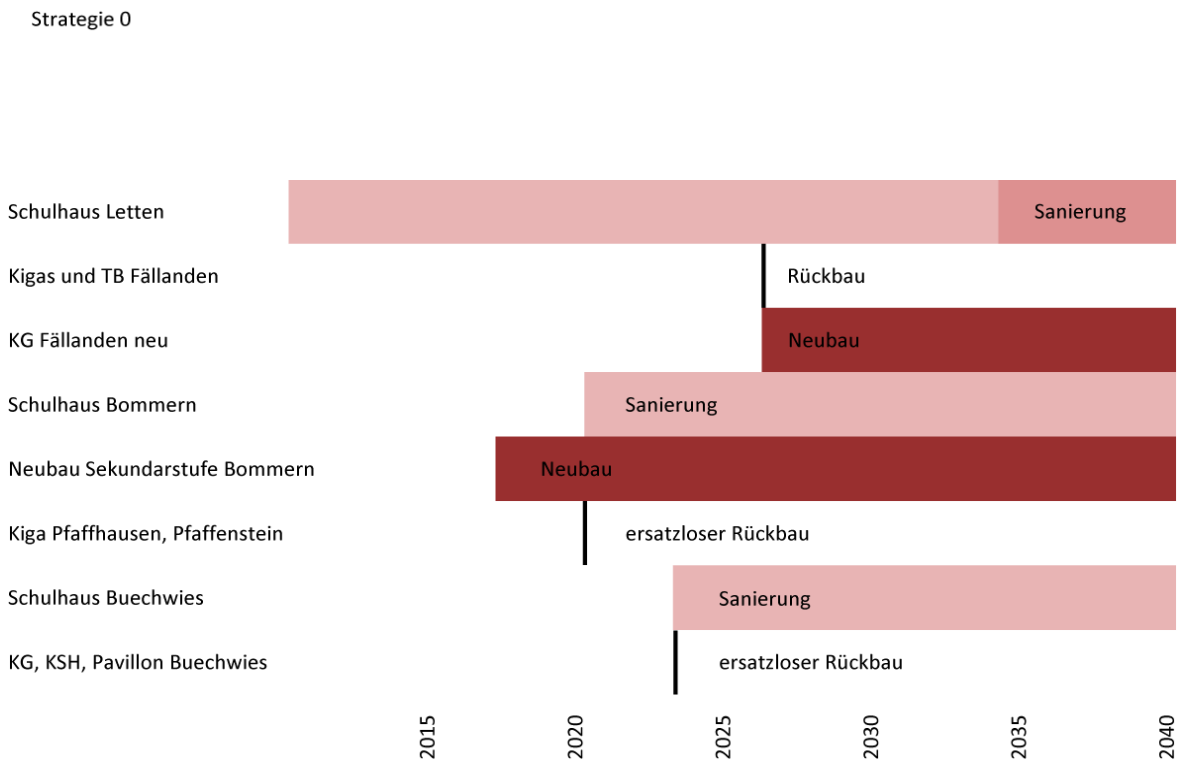 Strategie 0
Schulhaus Letten Sanierung
Kigas und TB Fällanden Rückbau
KG Fällanden neu Neubau
Schulhaus Bommern Sanierung
Neubau Sekundarstufe Bommern Neubau
Kiga Pfaffhausen, Pfaffenstein ersatzloser Rückbau
Schulhaus Buechwies Sanierung
KG, KSH, Pavillon Buechwies ersatzloser Rückbau
2015 2020 2025 2030 2035 2040